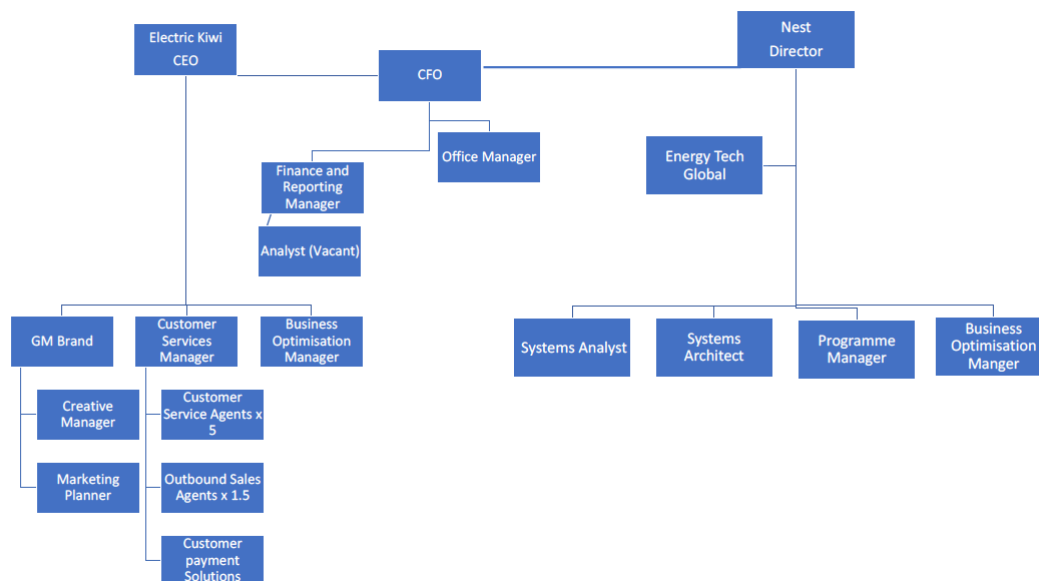 Electric Kiwi
CEO
CFO
Nest
Director
Office Manager
Energy Tech
Global
Finance and
Reporting
Manager
Analyst (Vacant)
GM Brand
Customer
Services
Manager
Business
Optimisation
Manager
Systems Analyst
Systems
Architect
Programme
Manager
Business
Optimisation
Manger
Creative
Manager
Customer
Service Agents x
5
Marketing
Planner
Outbound Sales
Agents x 1.5
Customer
payment
Solutions